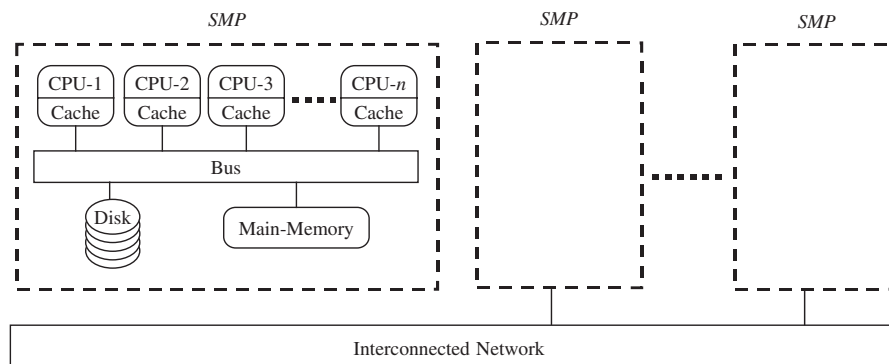 SMP
SMP
SMP
CPU-1
CPU-2
CPU-3
CPU-n
Cache
Cache
Cache
Cache
Bus
Disk
Main-Memory
Interconnected Network